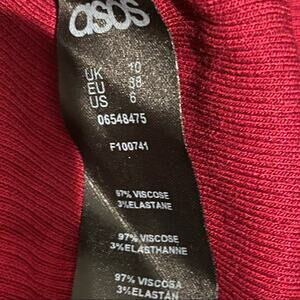 asos
UK 10
EU 38
US 6
06548475
F100741
97% VISCOSE
3%ELASTANE
97% VISCOSE
3%ELASTHANNE
97% VISCOSA
3%ELASTAN